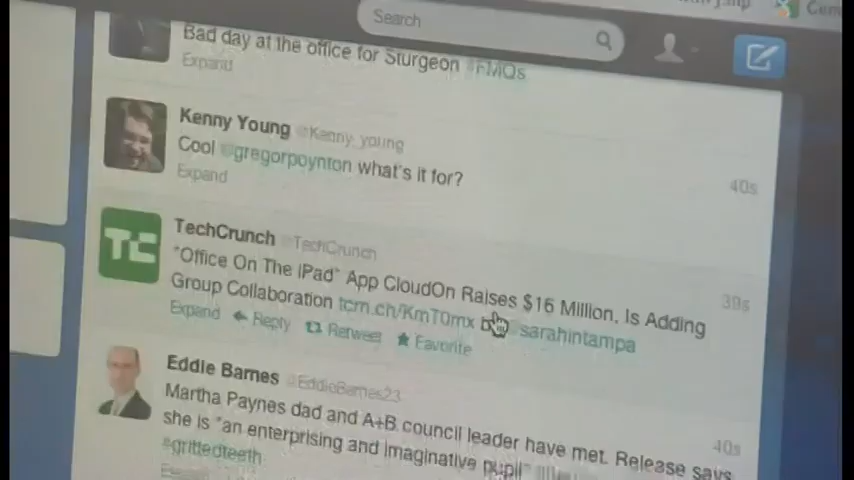 Search
Bad day at the office for Sturgeon #FMQs
Expand
Kenny Young @Kenny_young
Cool @gregorpoynton what's it for?
Expand
40s
TechCrunch @TechCrunch
"Office On The iPad" App CloudOn Raises $16 Million, Is Adding
Group Collaboration tcrn.ch/KmT0mx @sarahintampa
39s
Expand Reply Retweet Favorite
Eddie Barnes @EddieBarnes23
Martha Paynes dad and A+B council leader have met. Release says
she is "an enterprising and imaginative pupil"
#grittedteeth
40s
TC